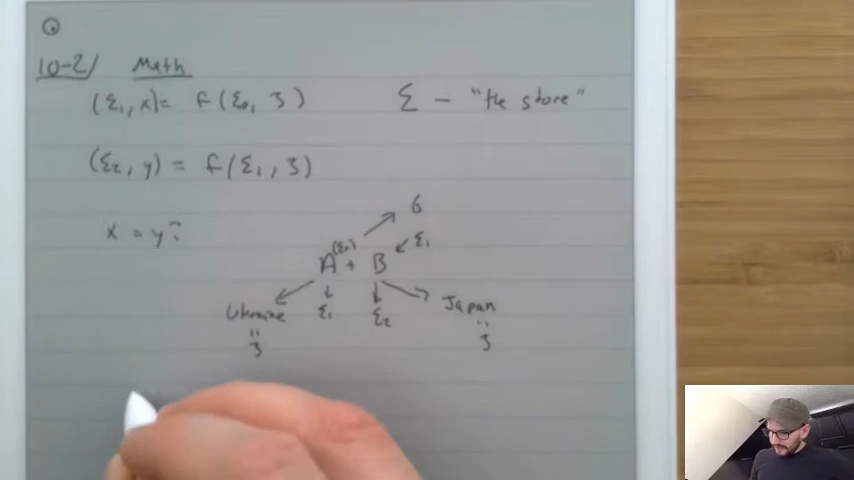 10-2/ Math
(Σ₁, x) = f(Σ₀, 3) Σ - "the store"
(Σ₂, y) = f(Σ₁, 3)
6
x = y?
A + B Σ₁
Ukraine Σ₁ Σ₂ Japan
3 3